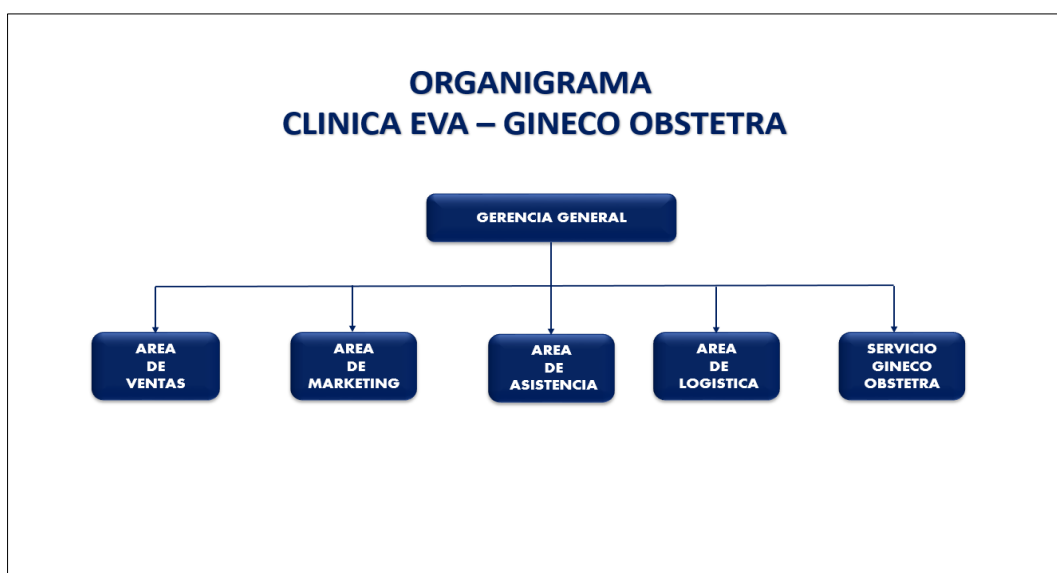 ORGANIGRAMA
CLINICA EVA – GINECO OBSTETRA
GERENCIA GENERAL
AREA
DE
VENTAS
AREA
DE
MARKETING
AREA
DE
ASISTENCIA
AREA
DE
LOGISTICA
SERVICIO
GINECO
OBSTETRA